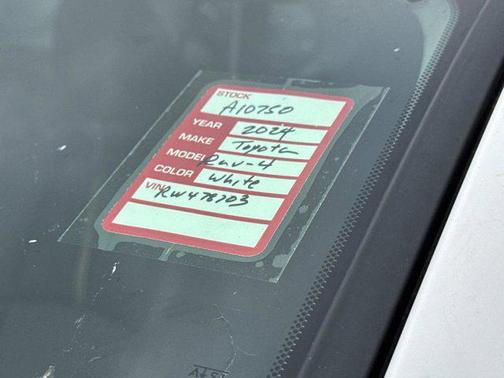 STOCK
A10750
YEAR 2024
MAKE Toyota
MODEL Rav-4
COLOR White
VIN RW478703